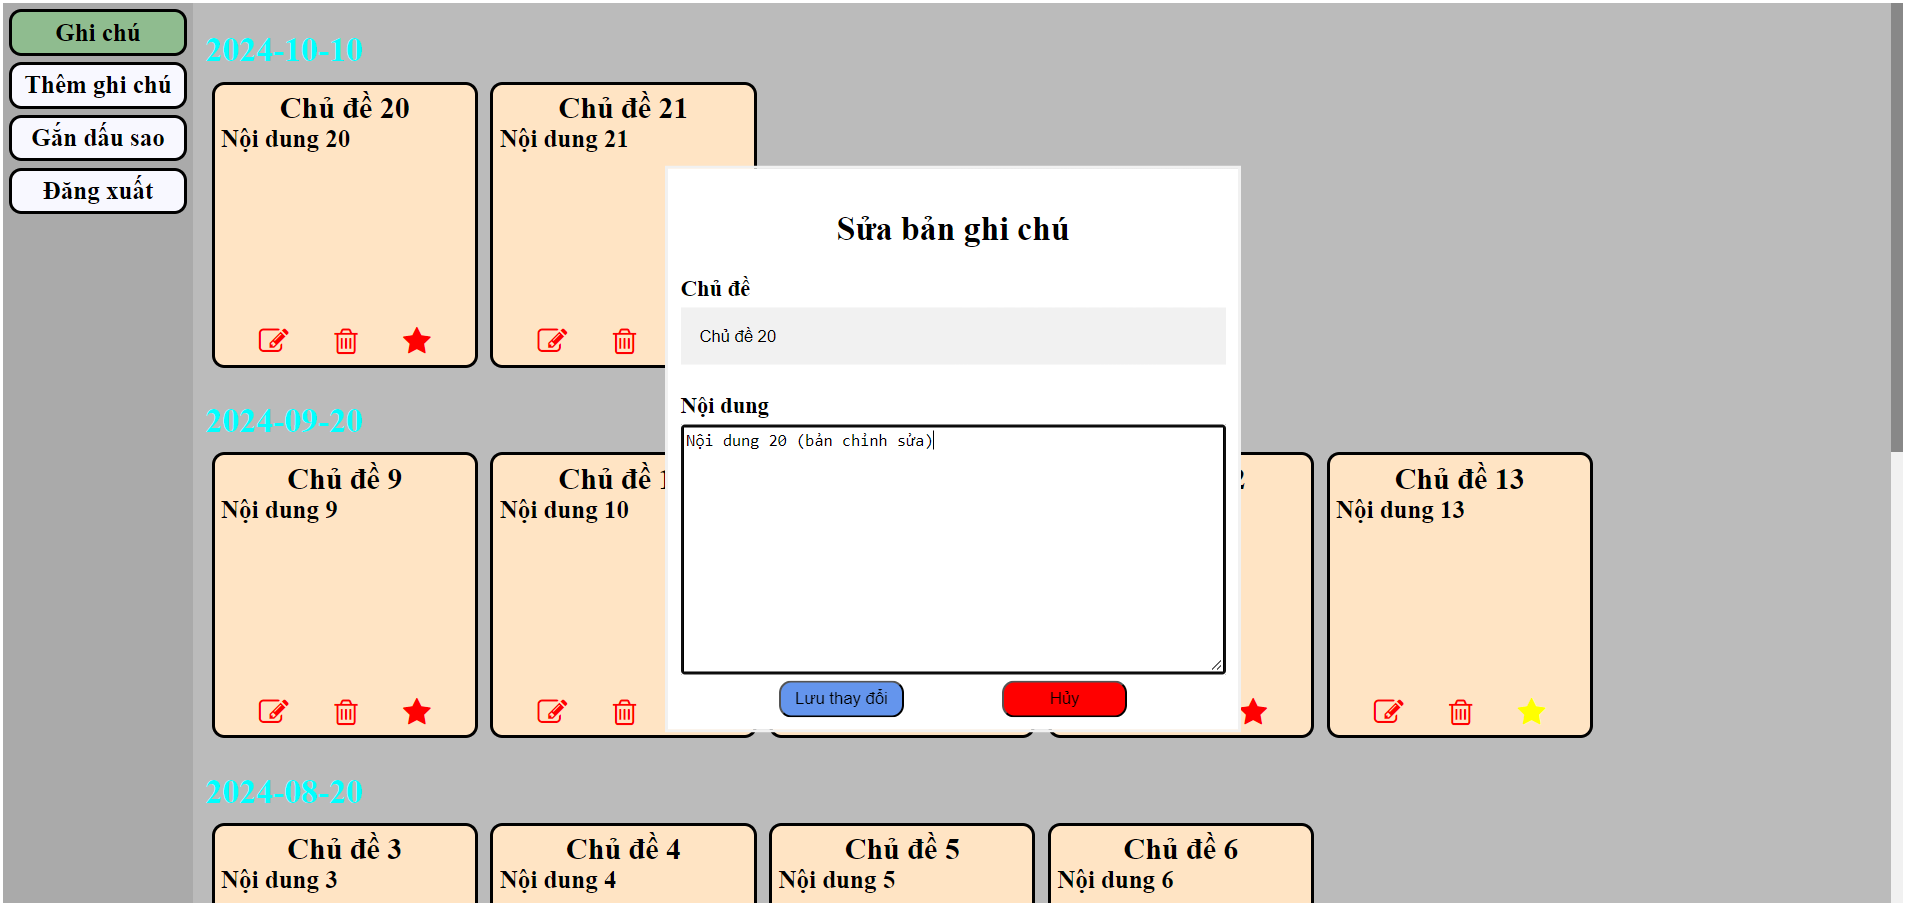 Ghi chú
Thêm ghi chú
Gắn dấu sao
Đăng xuất
2024-10-10
Chủ đề 20
Nội dung 20
Chủ đề 21
Nội dung 21
Sửa bản ghi chú
Chủ đề
Chủ đề 20
Nội dung
Nội dung 20 (bản chỉnh sửa)
Lưu thay đổi
Hủy
2024-09-20
Chủ đề 9
Nội dung 9
Chủ đề
Nội dung 10
Chủ đề 13
Nội dung 13
2024-08-20
Chủ đề 3
Nội dung 3
Chủ đề 4
Nội dung 4
Chủ đề 5
Nội dung 5
Chủ đề 6
Nội dung 6